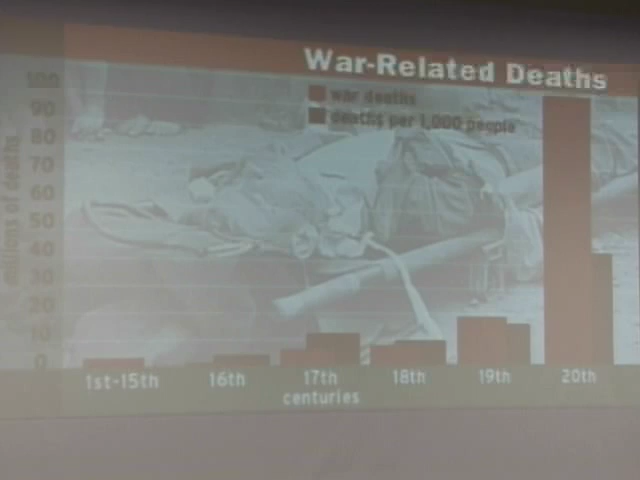 War-Related Deaths
war deaths
deaths per 1,000 people
millions of deaths
100
90
80
70
60
50
40
30
20
10
0
1st-15th
16th
17th
18th
19th
20th
centuries